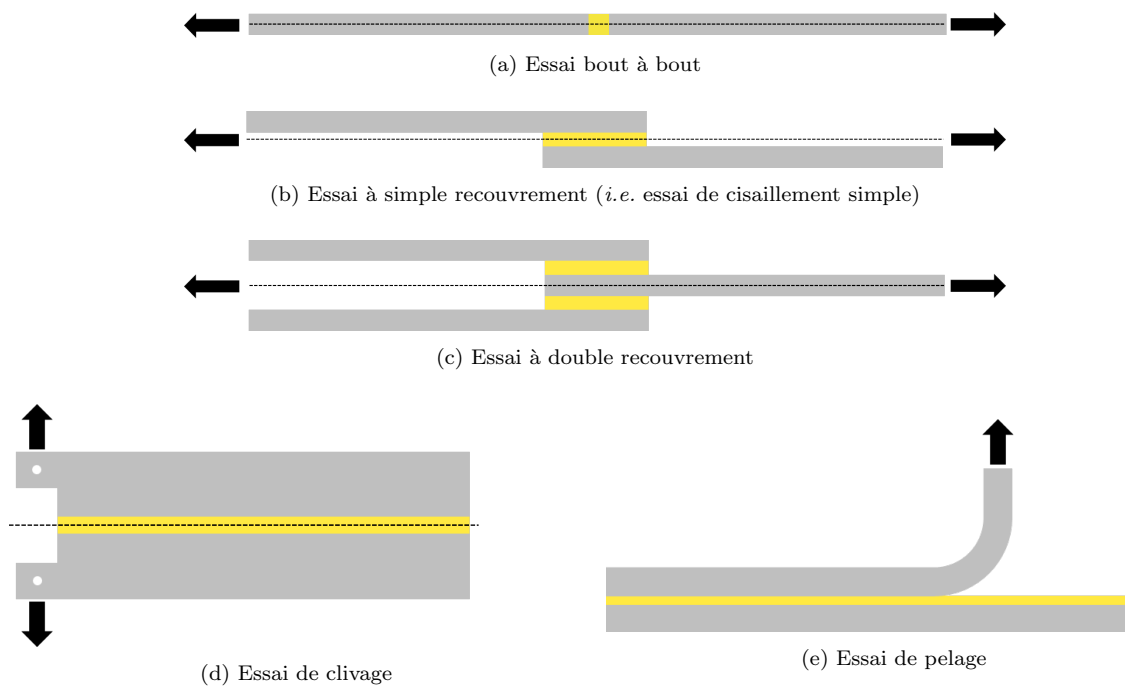 (a) Essai bout à bout
(b) Essai à simple recouvrement (i.e. essai de cisaillement simple)
(c) Essai à double recouvrement
(d) Essai de clivage
(e) Essai de pelage